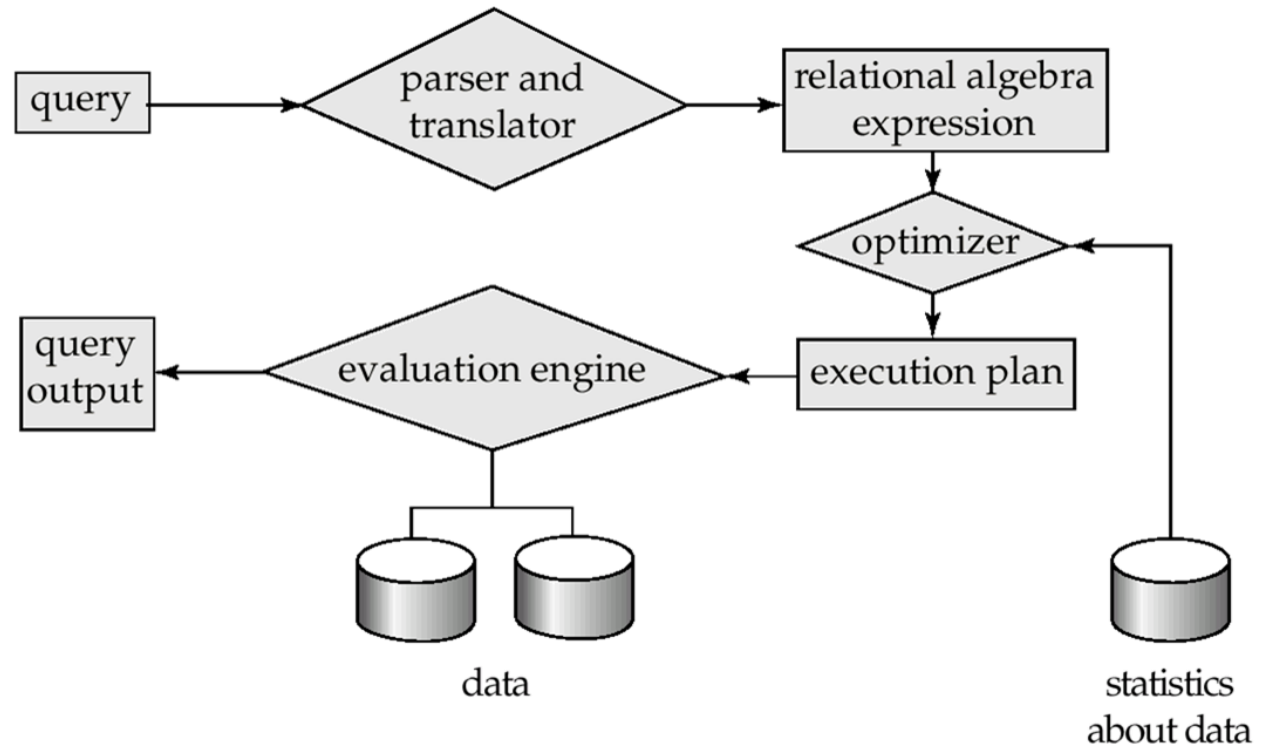 query
parser and
translator
relational algebra
expression
optimizer
execution plan
evaluation engine
query
output
data
statistics
about data